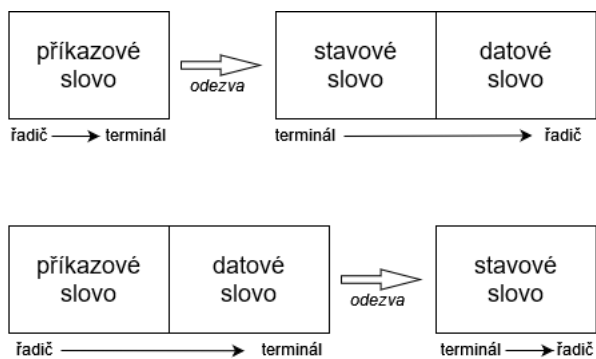 příkazové stavové datové
slovo slovo slovo
odezva
řadič terminál terminál řadič
příkazové datové stavové
slovo slovo slovo
odezva
řadič terminál terminál řadič